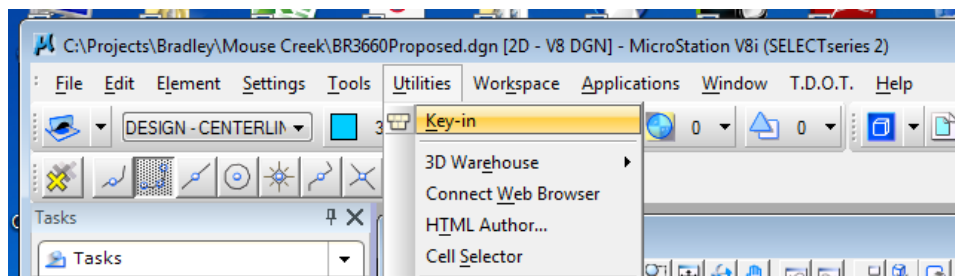 C:\Projects\Bradley\Mouse Creek\BR3660Proposed.dgn [2D - V8 DGN] - MicroStation V8i (SELECTseries 2)
File Edit Element Settings Tools Utilities Workspace Applications Window T.D.O.T. Help
DESIGN - CENTERLIN 3 Key-in 0 0
3D Warehouse
Connect Web Browser
Tasks HTML Author...
Tasks Cell Selector